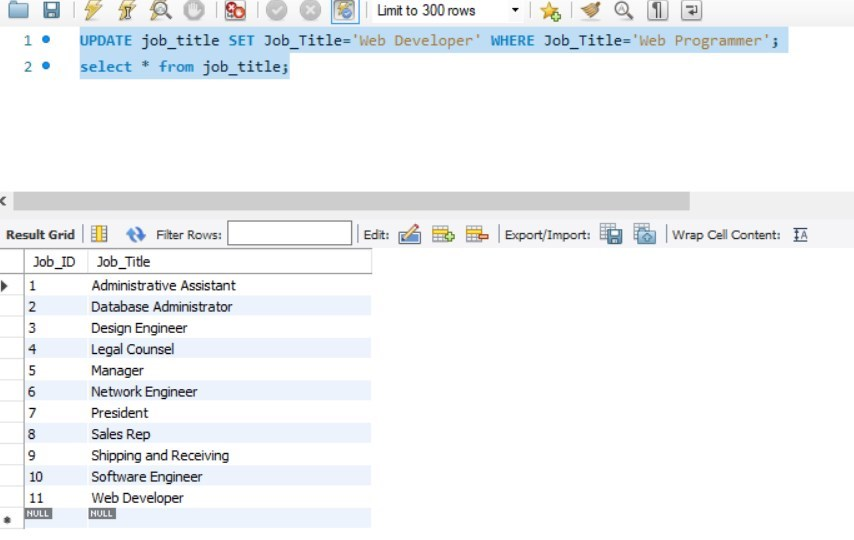 Limit to 300 rows
1 UPDATE job_title SET Job_Title='Web Developer' WHERE Job_Title='Web Programmer';
2 select * from job_title;
Result Grid Filter Rows: Edit: Export/Import: Wrap Cell Content: IA
Job_ID Job_Title
1 Administrative Assistant
2 Database Administrator
3 Design Engineer
4 Legal Counsel
5 Manager
6 Network Engineer
7 President
8 Sales Rep
9 Shipping and Receiving
10 Software Engineer
11 Web Developer
NULL NULL